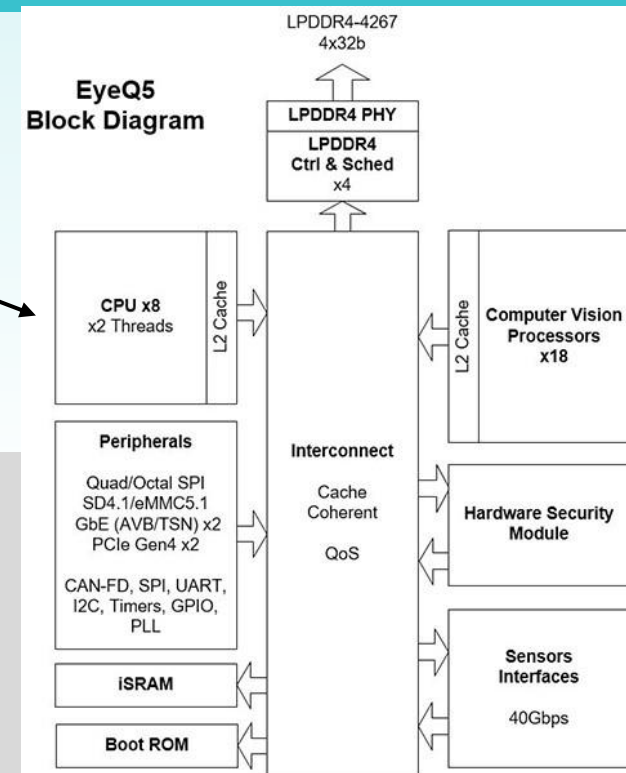 LPDDR4-4267
4x32b
EyeQ5
Block Diagram
LPDDR4 PHY
LPDDR4
Ctrl & Sched
x4
CPU x8
x2 Threads
L2 Cache
L2 Cache
Computer Vision
Processors
x18
Peripherals
Quad/Octal SPI
SD4.1/eMMC5.1
GbE (AVB/TSN) x2
PCIe Gen4 x2
CAN-FD, SPI, UART,
I2C, Timers, GPIO,
PLL
Interconnect
Cache
Coherent
QoS
Hardware Security
Module
Sensors
Interfaces
40Gbps
iSRAM
Boot ROM